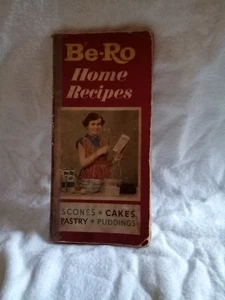 Be-Ro
Home
Recipes
SCONES * CAKES
PASTRY * PUDDINGS